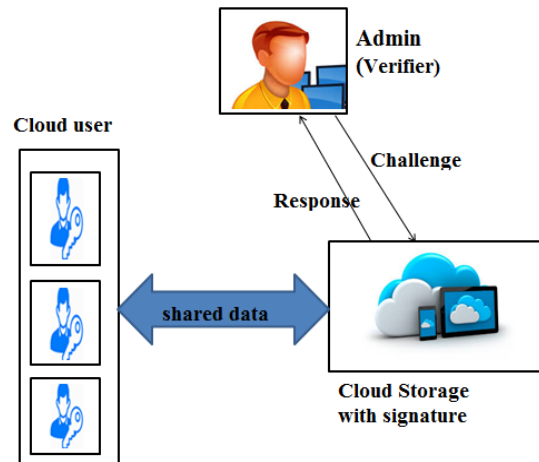 Admin
(Verifier)
Cloud user
Challenge
Response
shared data
Cloud Storage
with signature